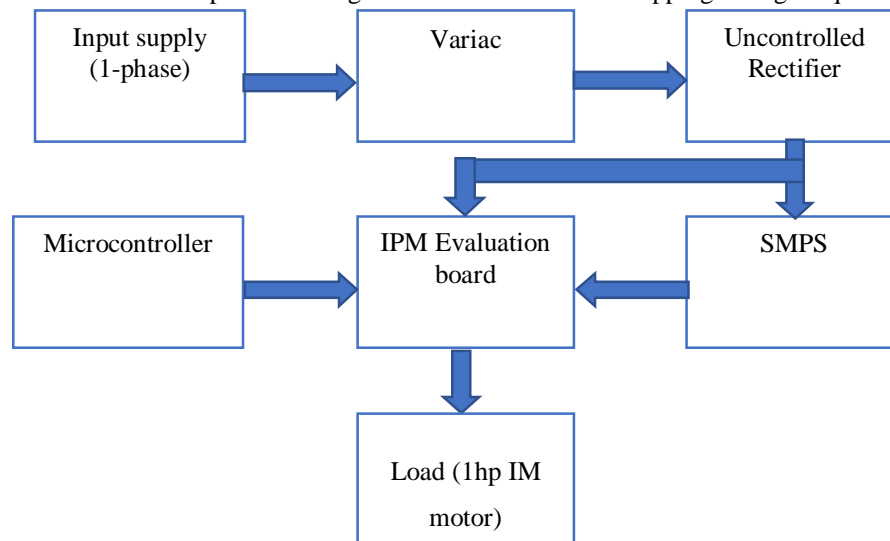 Input supply
(1-phase)
Variac
Uncontrolled
Rectifier
Microcontroller
IPM Evaluation
board
SMPS
Load (1hp IM
motor)